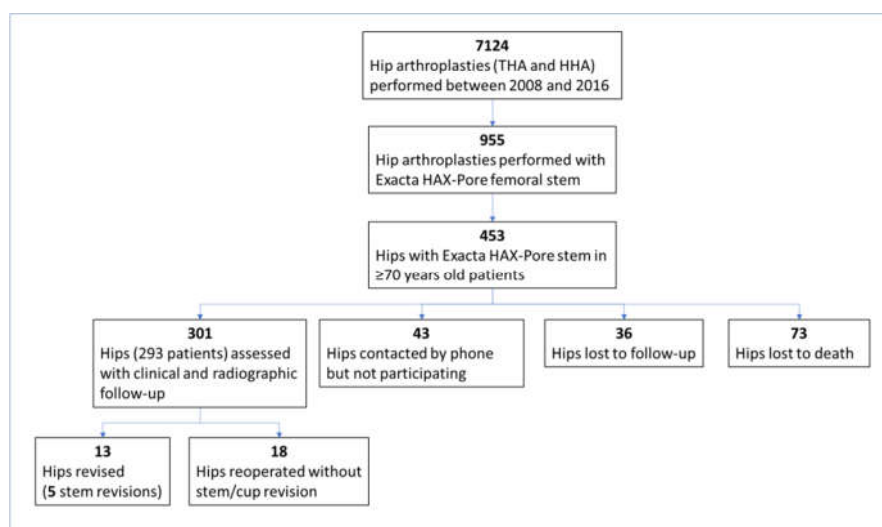 7124
Hip arthroplasties (THA and HHA)
performed between 2008 and 2016
955
Hip arthroplasties performed with
Exacta HAX-Pore femoral stem
453
Hips with Exacta HAX-Pore stem in
≥70 years old patients
301
Hips (293 patients) assessed
with clinical and radiographic
follow-up
43
Hips contacted by phone
but not participating
36
Hips lost to follow-up
73
Hips lost to death
13
Hips revised
(5 stem revisions)
18
Hips reoperated without
stem/cup revision